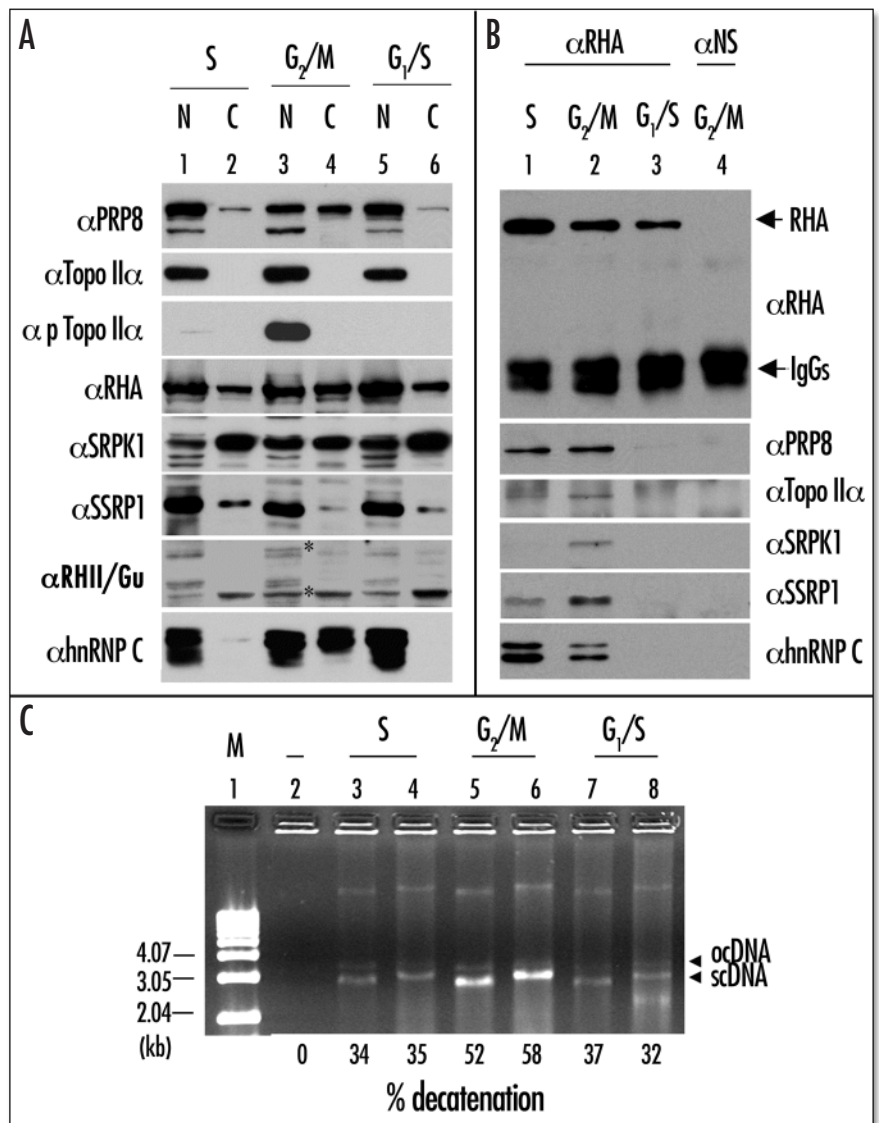 A
S G₂/M G₁/S
N C N C N C
1 2 3 4 5 6
αPRP8
αTopo IIα
α p Topo IIα
αRHA
αSRPK1
αSSRP1
αRHII/Gu
*
*
αhnRNP C
B
αRHA αNS
S G₂/M G₁/S G₂/M
1 2 3 4
RHA
αRHA
IgGs
αPRP8
αTopo IIα
αSRPK1
αSSRP1
αhnRNP C
C
M – S G₂/M G₁/S
1 2 3 4 5 6 7 8
4.07
3.05
2.04
(kb)
ocDNA
scDNA
0 34 35 52 58 37 32
% decatenation